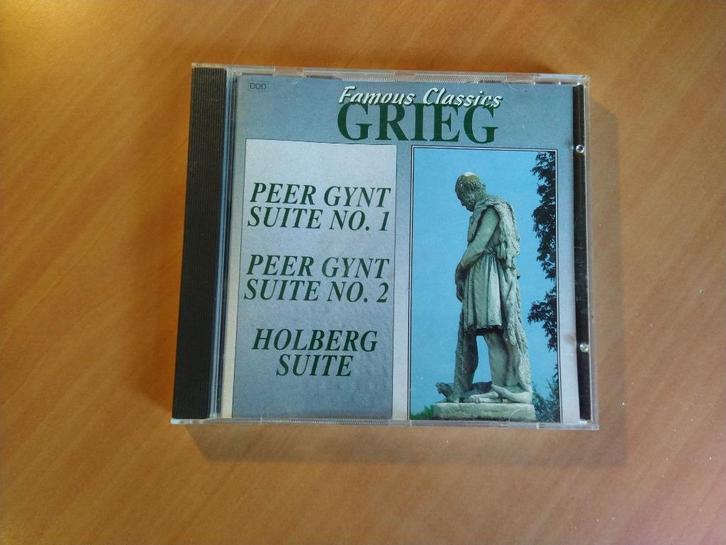 DDD
Famous Classics
GRIEG
PEER GYNT
SUITE NO. 1
PEER GYNT
SUITE NO. 2
HOLBERG
SUITE